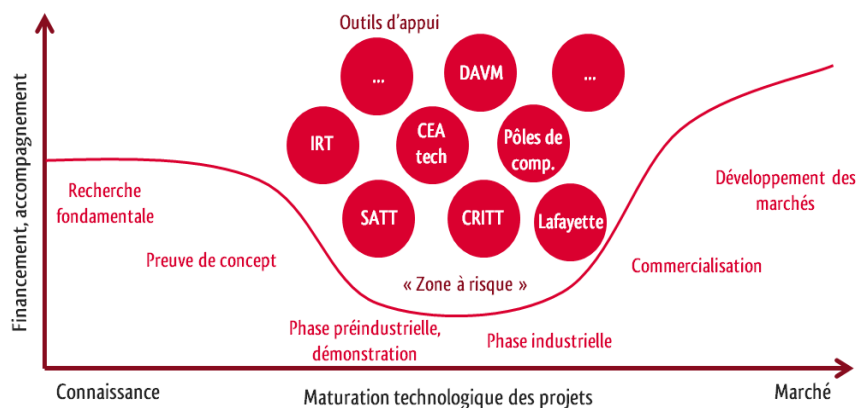 Outils d'appui
...
DAVM
...
IRT
CEA
tech
Pôles de
comp.
SATT
CRITT
Lafayette
Financement, accompagnement
Recherche
fondamentale
Preuve de concept
« Zone à risque »
Phase préindustrielle,
démonstration
Phase industrielle
Commercialisation
Développement des
marchés
Connaissance
Maturation technologique des projets
Marché